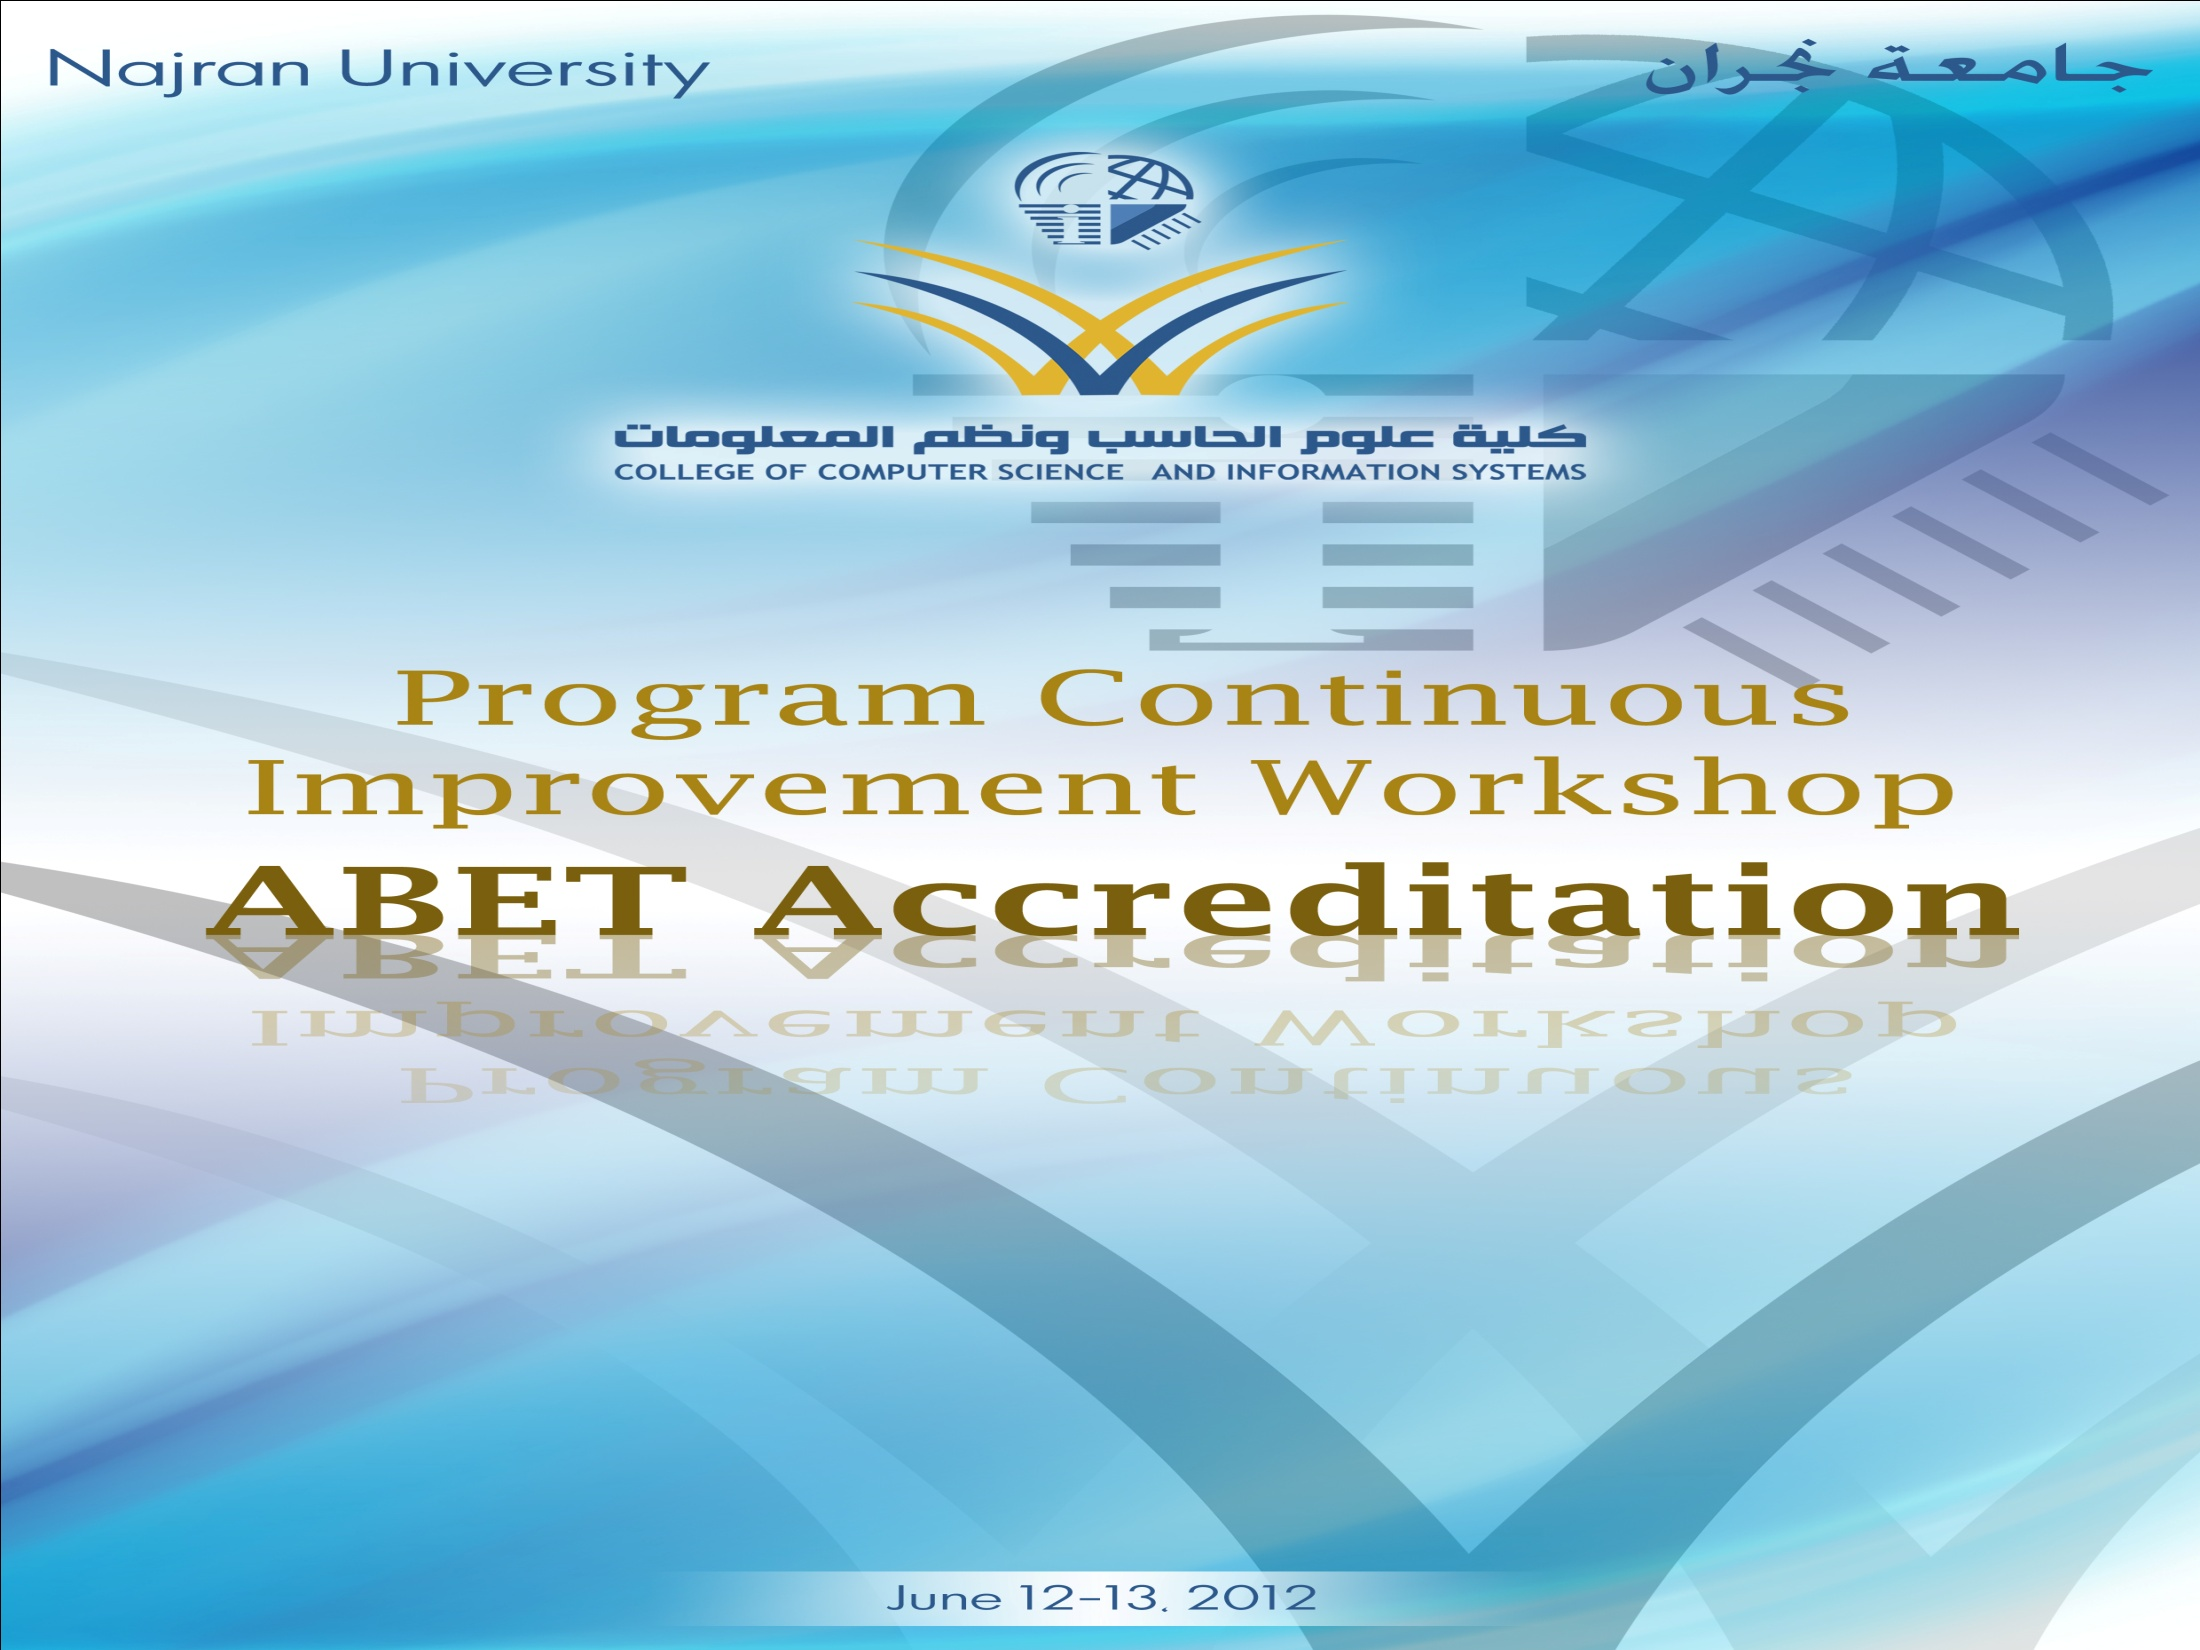 Najran University
جامعة نجران
كلية علوم الحاسب ونظم المعلومات
COLLEGE OF COMPUTER SCIENCE AND INFORMATION SYSTEMS
Program Continuous
Improvement Workshop
ABET Accreditation
June 12-13, 2012